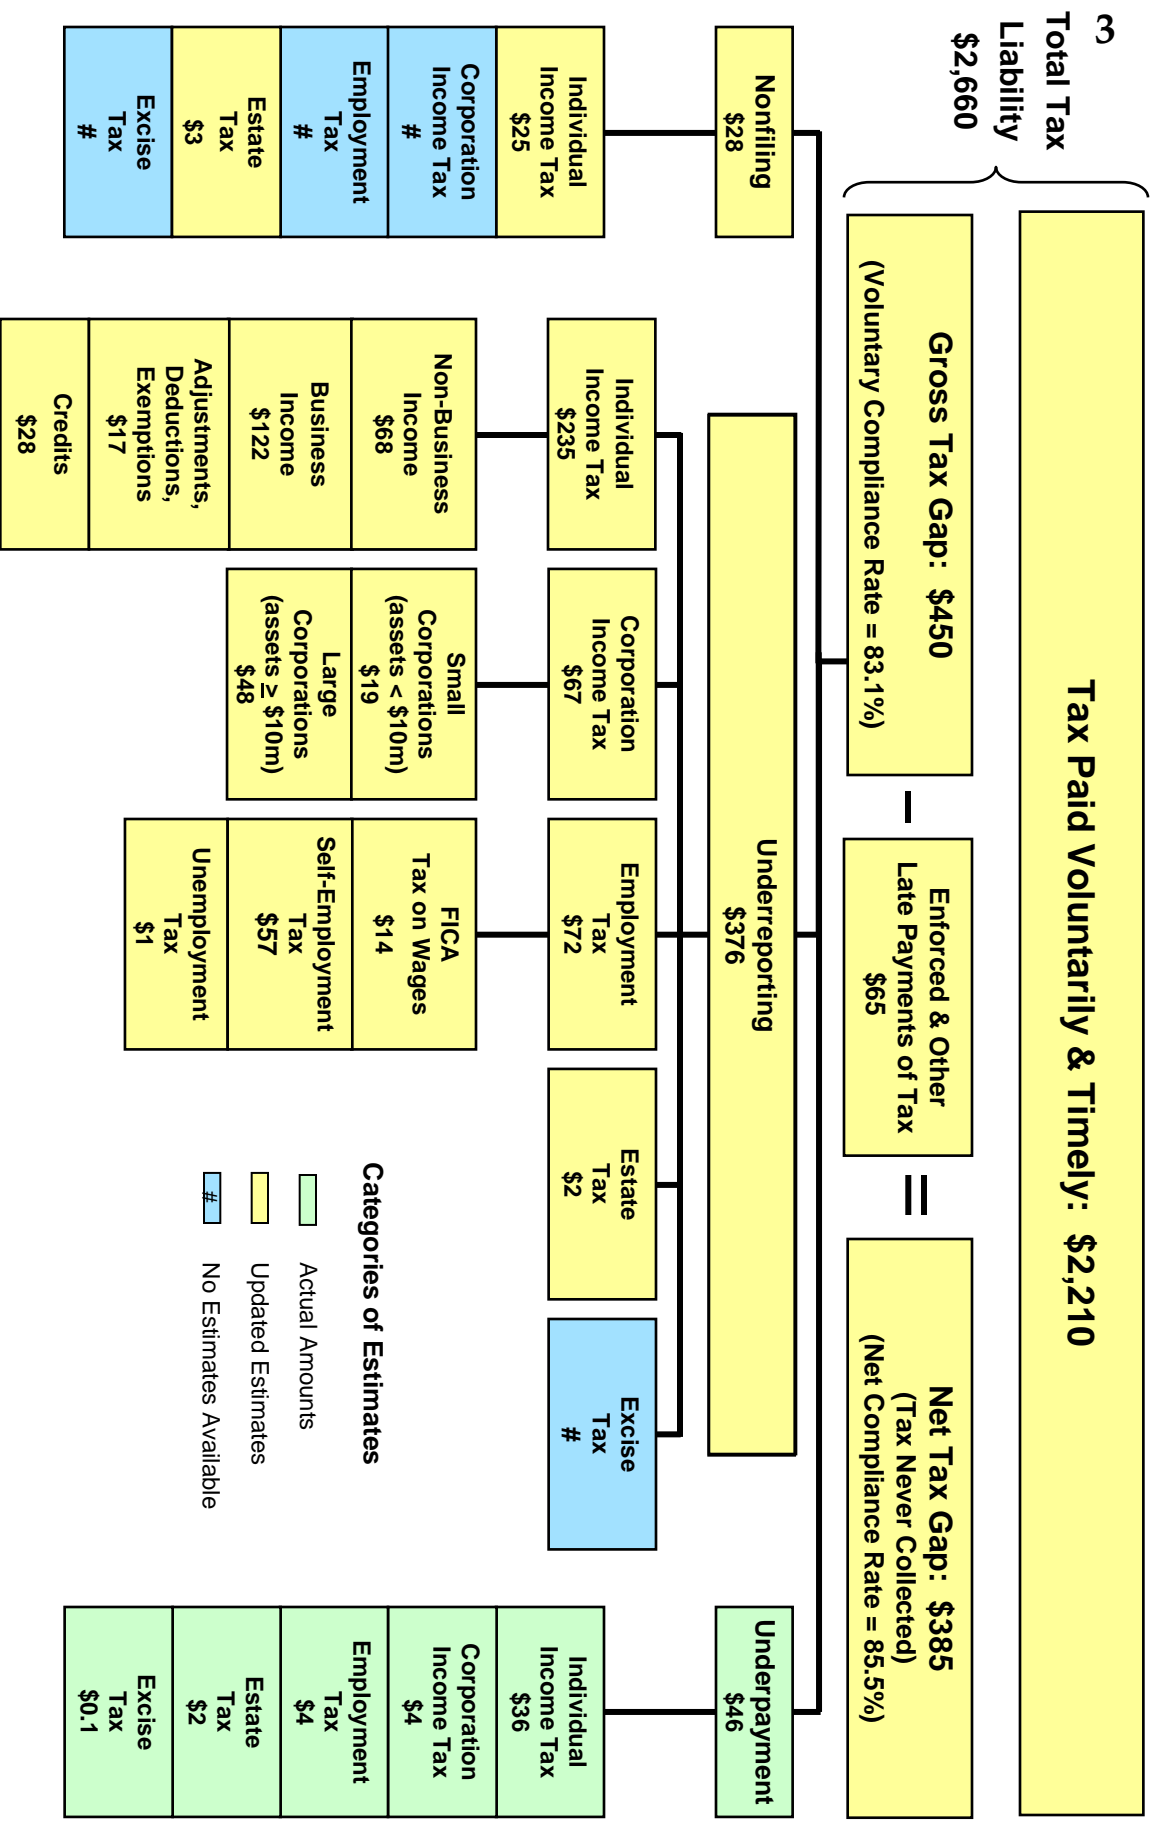 3
Total Tax
Liability
$2,660
Tax Paid Voluntarily & Timely:  $2,210
Gross Tax Gap:  $450
(Voluntary Compliance Rate = 83.1%)
–
Enforced & Other
Late Payments of Tax
$65
=
Net Tax Gap:  $385
(Tax Never Collected)
(Net Compliance Rate = 85.5%)
Nonfiling
$28
Individual
Income Tax
$25
Corporation
Income Tax
#
Employment
Tax
#
Estate
Tax
$3
Excise
Tax
#
Underreporting
$376
Individual
Income Tax
$235
Non-Business
Income
$68
Business
Income
$122
Adjustments,
Deductions,
Exemptions
$17
Credits
$28
Corporation
Income Tax
$67
Small
Corporations
(assets < $10m)
$19
Large
Corporations
(assets > $10m)
$48
Employment
Tax
$72
FICA
Tax on Wages
$14
Self-Employment
Tax
$57
Unemployment
Tax
$1
Estate
Tax
$2
Excise
Tax
#
Underpayment
$46
Individual
Income Tax
$36
Corporation
Income Tax
$4
Employment
Tax
$4
Estate
Tax
$2
Excise
Tax
$0.1
Categories of Estimates
Actual Amounts
Updated Estimates
# No Estimates Available